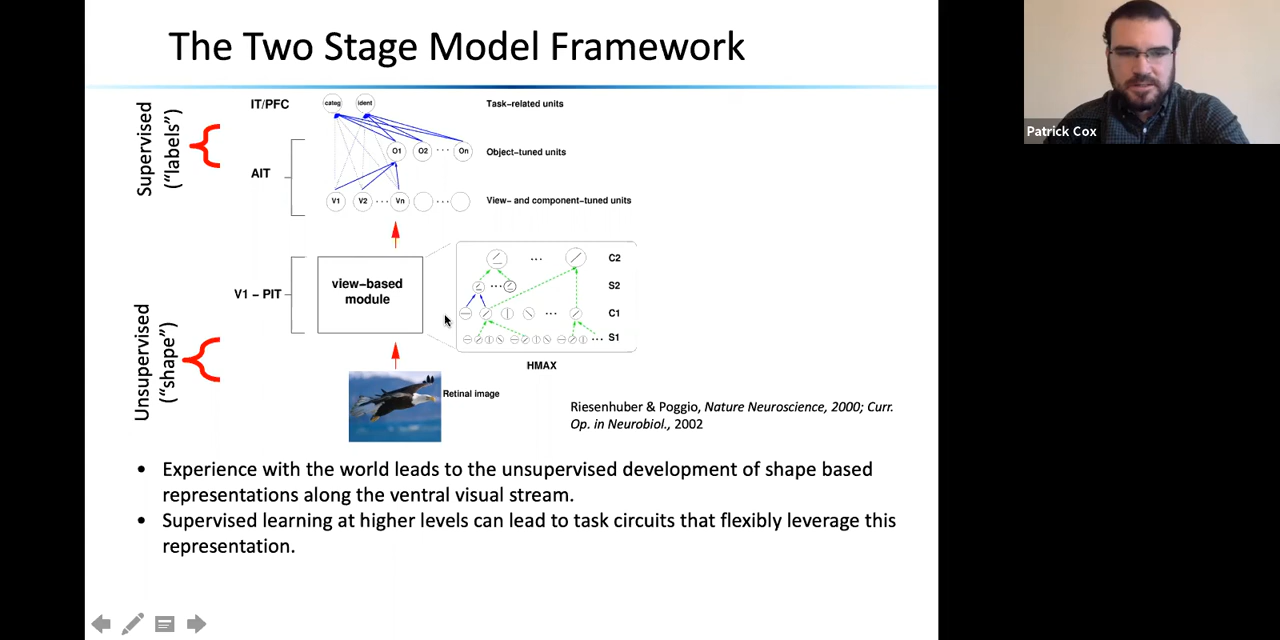 The Two Stage Model Framework
Patrick Cox
Supervised
("labels")
IT/PFC
categ
ident
Task-related units
AIT
O1
O2
...
On
Object-tuned units
V1
V2
...
Vn
...
View- and component-tuned units
Unsupervised
("shape")
V1 - PIT
view-based
module
...
C2
...
S2
...
C1
...
S1
HMAX
Retinal image
Riesenhuber & Poggio, Nature Neuroscience, 2000; Curr.
Op. in Neurobiol., 2002
• Experience with the world leads to the unsupervised development of shape based
representations along the ventral visual stream.
• Supervised learning at higher levels can lead to task circuits that flexibly leverage this
representation.